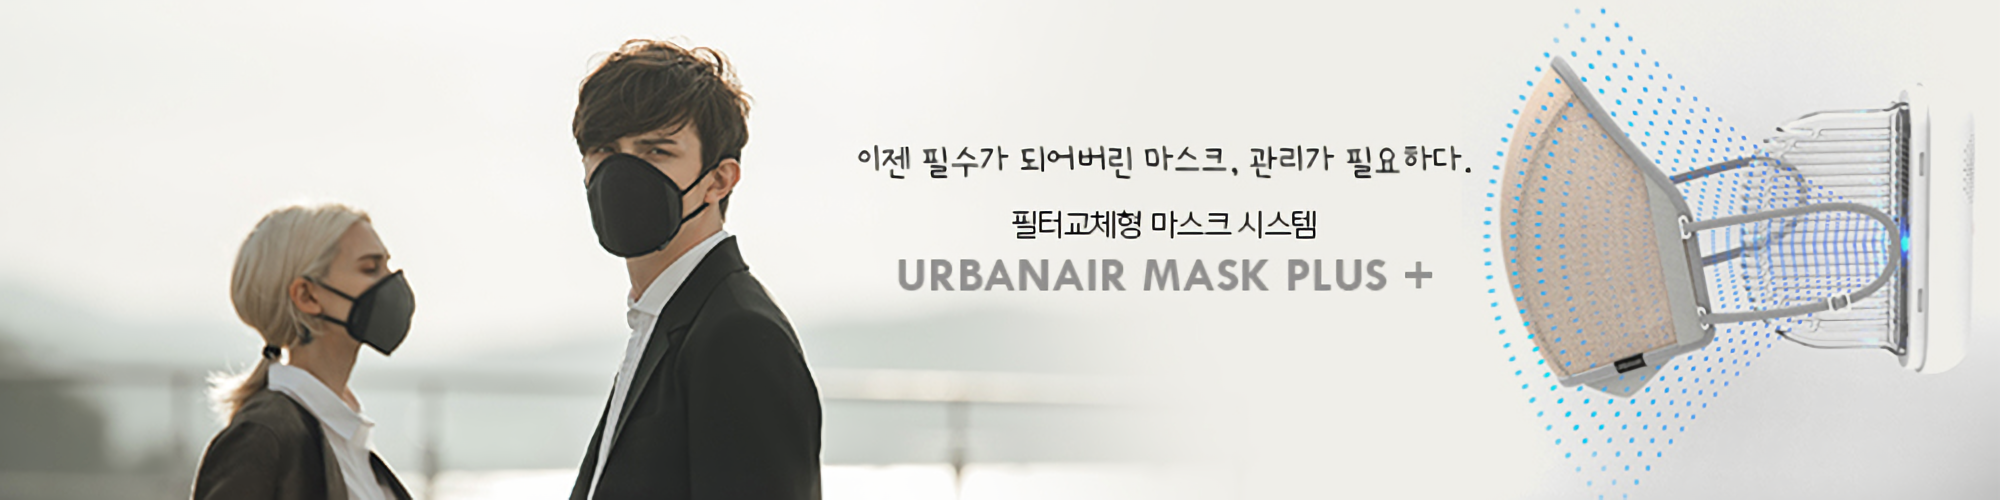 이젠 필수가 되어버린 마스크, 관리가 필요하다.
필터교체형 마스크 시스템
URBANAIR MASK PLUS +